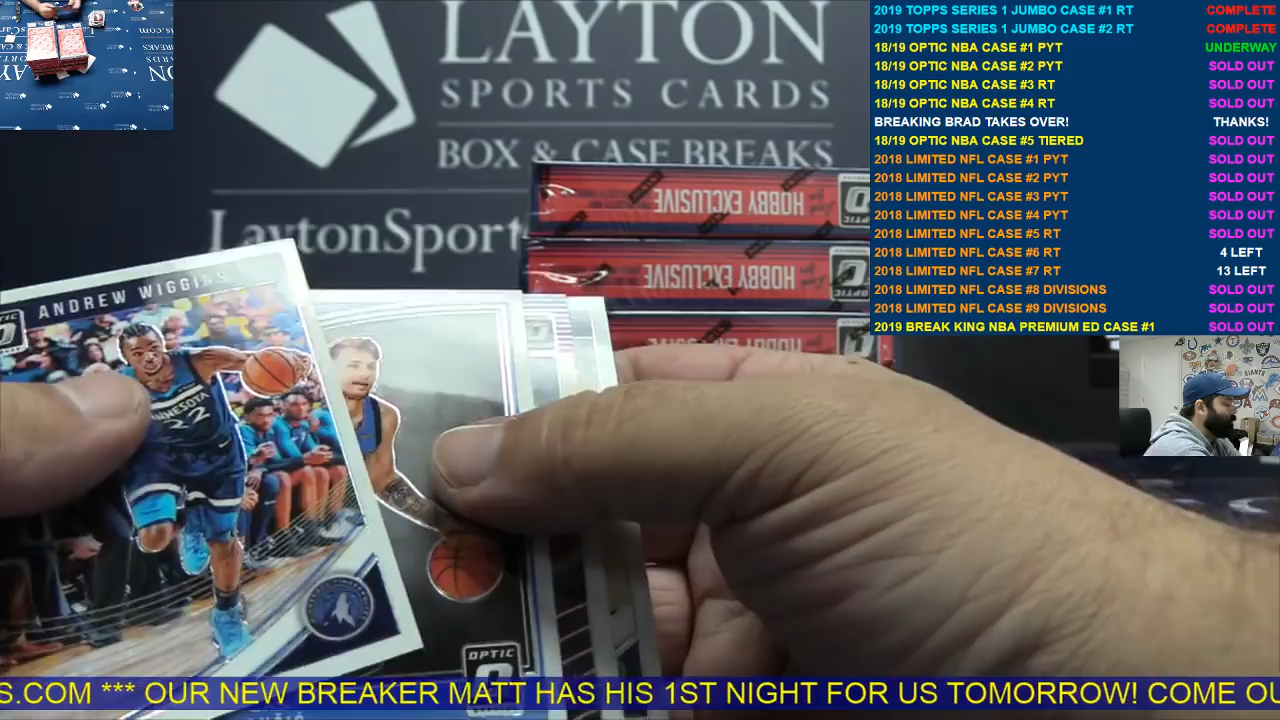 LAYTON
SPORTS CARDS
BOX & CASE BREAKS
LaytonSport
HOBBY EXCLUSIVE
OPTIC
HOBBY EXCLUSIVE
OPTIC
ANDREW WIGGINS
MINNESOTA
22
OPTIC
2019 TOPPS SERIES 1 JUMBO CASE #1 RT COMPLETE
2019 TOPPS SERIES 1 JUMBO CASE #2 RT COMPLETE
18/19 OPTIC NBA CASE #1 PYT UNDERWAY
18/19 OPTIC NBA CASE #2 PYT SOLD OUT
18/19 OPTIC NBA CASE #3 RT SOLD OUT
18/19 OPTIC NBA CASE #4 RT SOLD OUT
BREAKING BRAD TAKES OVER! THANKS!
18/19 OPTIC NBA CASE #5 TIERED SOLD OUT
2018 LIMITED NFL CASE #1 PYT SOLD OUT
2018 LIMITED NFL CASE #2 PYT SOLD OUT
2018 LIMITED NFL CASE #3 PYT SOLD OUT
2018 LIMITED NFL CASE #4 PYT SOLD OUT
2018 LIMITED NFL CASE #5 RT SOLD OUT
2018 LIMITED NFL CASE #6 RT 4 LEFT
2018 LIMITED NFL CASE #7 RT 13 LEFT
2018 LIMITED NFL CASE #8 DIVISIONS SOLD OUT
2018 LIMITED NFL CASE #9 DIVISIONS SOLD OUT
2019 BREAK KING NBA PREMIUM ED CASE #1 SOLD OUT
GIANTS
S.COM *** OUR NEW BREAKER MATT HAS HIS 1ST NIGHT FOR US TOMORROW! COME OU